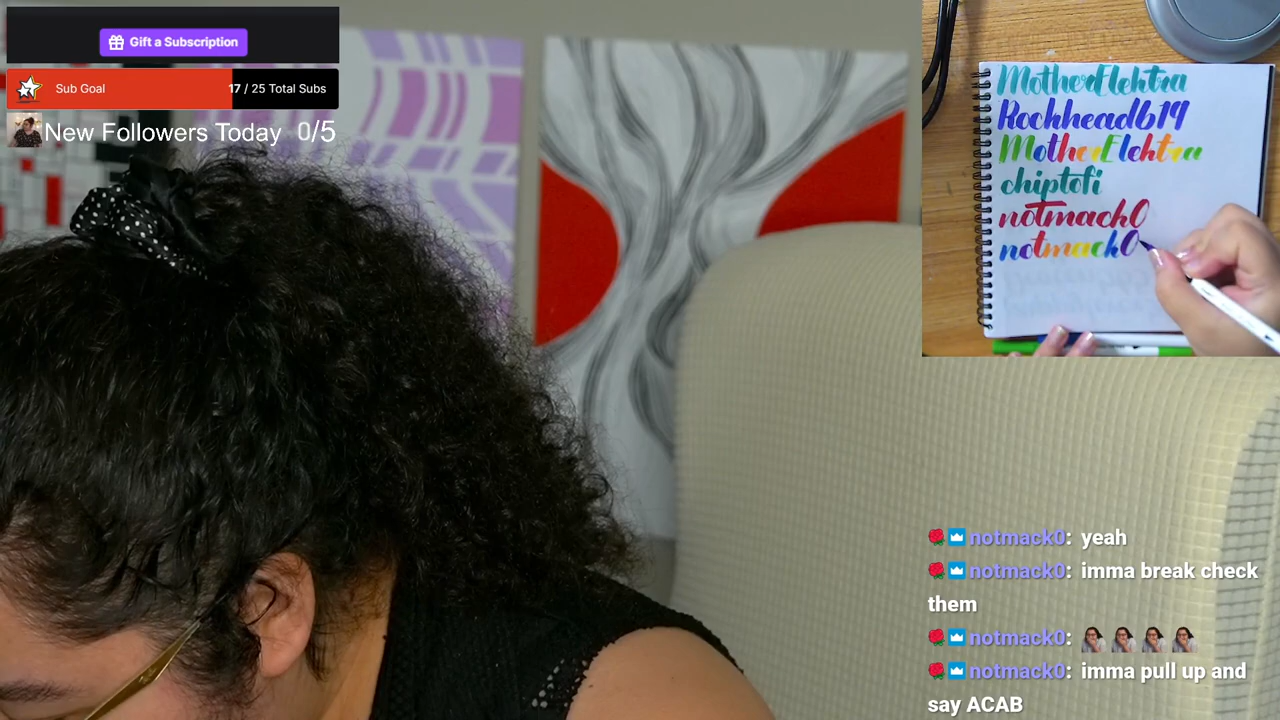 Gift a Subscription
Sub Goal 17 / 25 Total Subs
New Followers Today 0/5
MotherElektra
Rockhead619
MotherElektra
chiptofi
notmack0
notmack0
notmack0: yeah
notmack0: imma break check
them
notmack0:
notmack0: imma pull up and
say ACAB